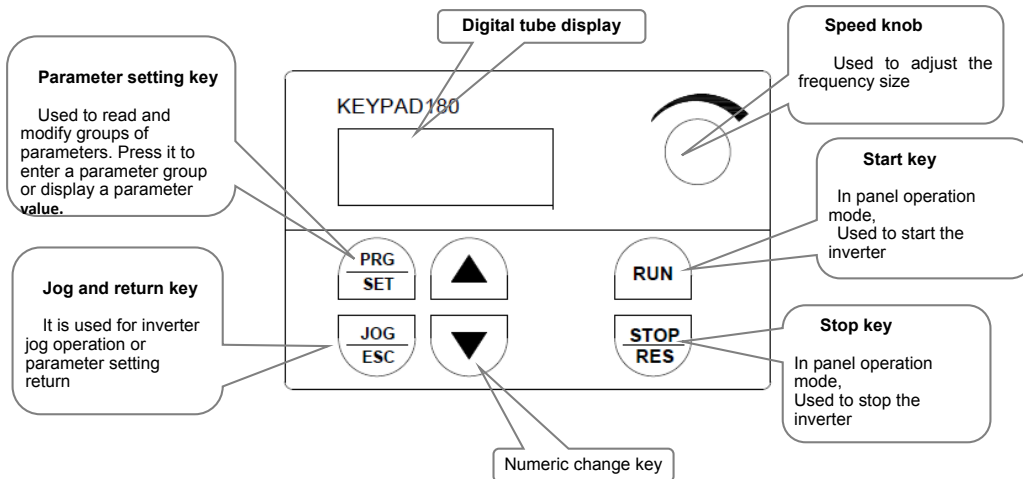 Digital tube display
Speed knob
Used to adjust the
frequency size
Parameter setting key
Used to read and
modify groups of
parameters. Press it to
enter a parameter group
or display a parameter
value.
KEYPAD180
Start key
In panel operation
mode,
Used to start the
inverter
PRG
SET
RUN
Jog and return key
It is used for inverter
jog operation or
parameter setting
return
JOG
ESC
STOP
RES
Stop key
In panel operation
mode,
Used to stop the
inverter
Numeric change key